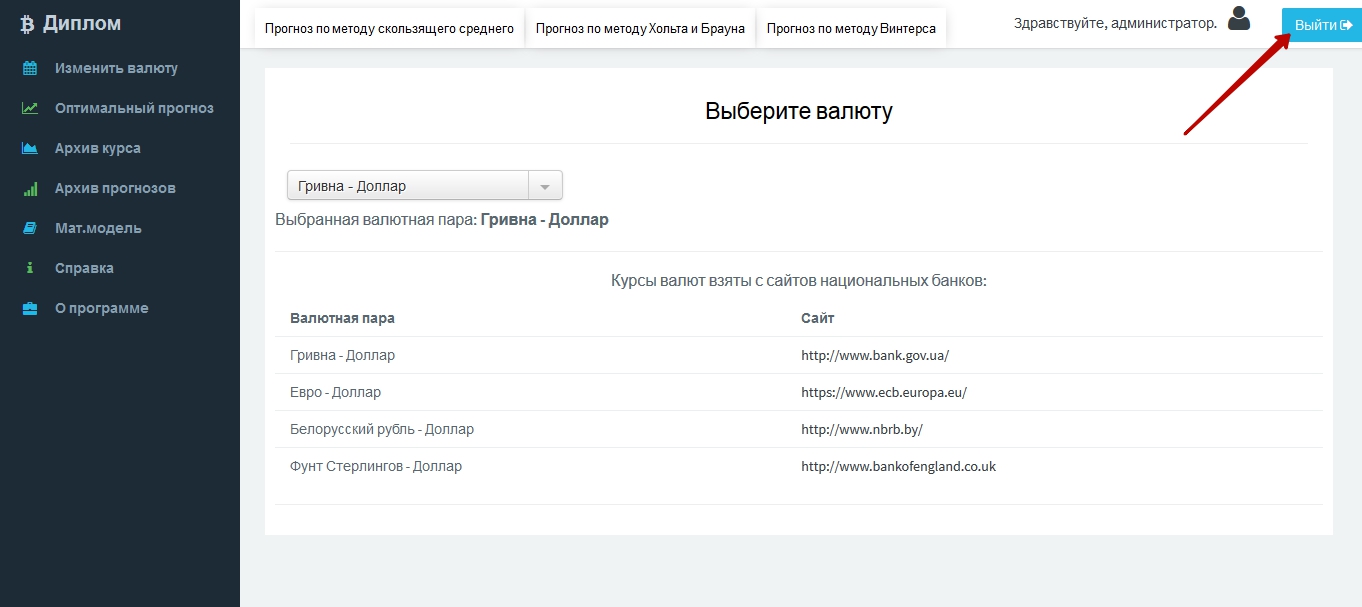 Диплом
Изменить валюту
Оптимальный прогноз
Архив курса
Архив прогнозов
Мат.модель
Справка
О программе
Прогноз по методу скользящего среднего Прогноз по методу Хольта и Брауна Прогноз по методу Винтерса
Здравствуйте, администратор. Выйти
Выберите валюту
Гривна - Доллар
Выбранная валютная пара: Гривна - Доллар
Курсы валют взяты с сайтов национальных банков:
Валютная пара Сайт
Гривна - Доллар http://www.bank.gov.ua/
Евро - Доллар https://www.ecb.europa.eu/
Белорусский рубль - Доллар http://www.nbrb.by/
Фунт Стерлингов - Доллар http://www.bankofengland.co.uk